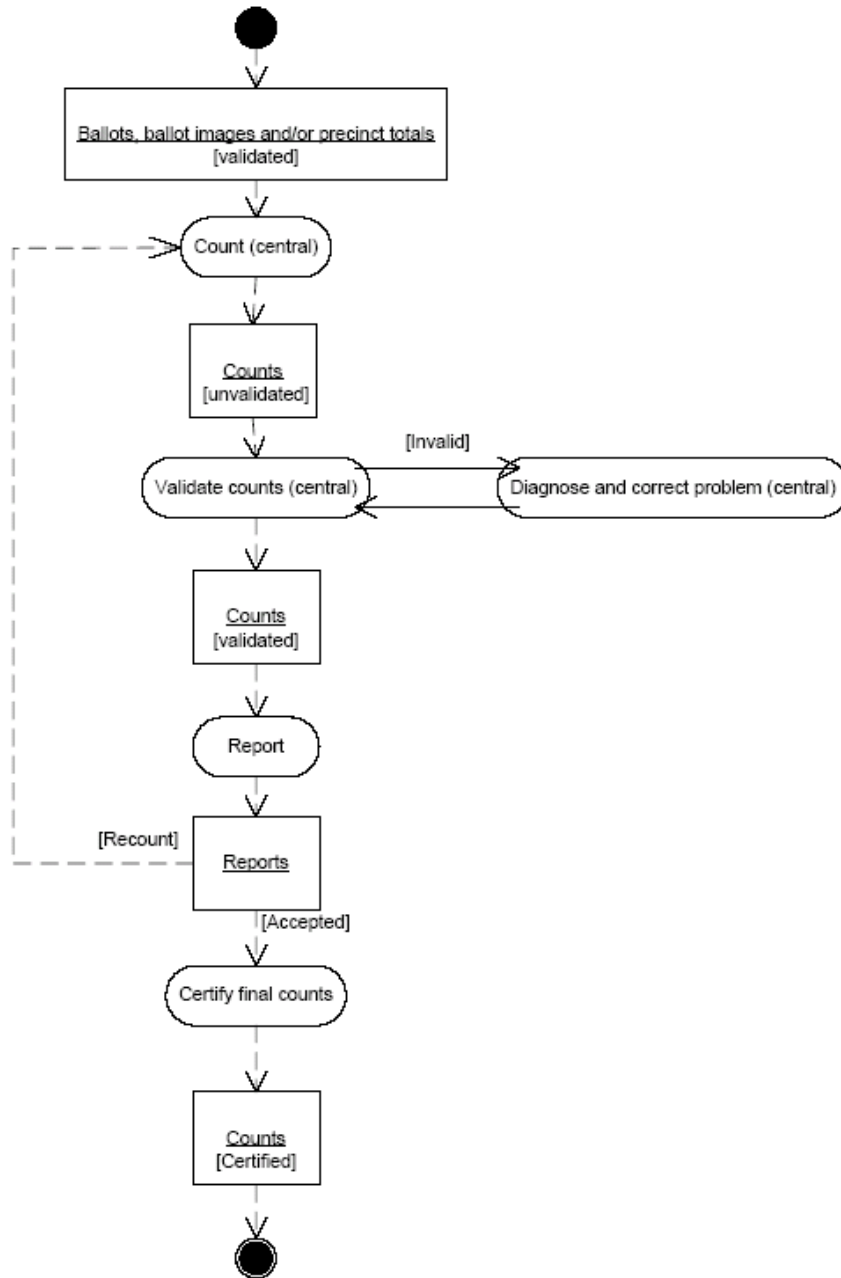 Ballots, ballot images and/or precinct totals
[validated]
Count (central)
Counts
[unvalidated]
[Invalid]
Validate counts (central)
Diagnose and correct problem (central)
Counts
[validated]
Report
[Recount]
Reports
[Accepted]
Certify final counts
Counts
[Certified]